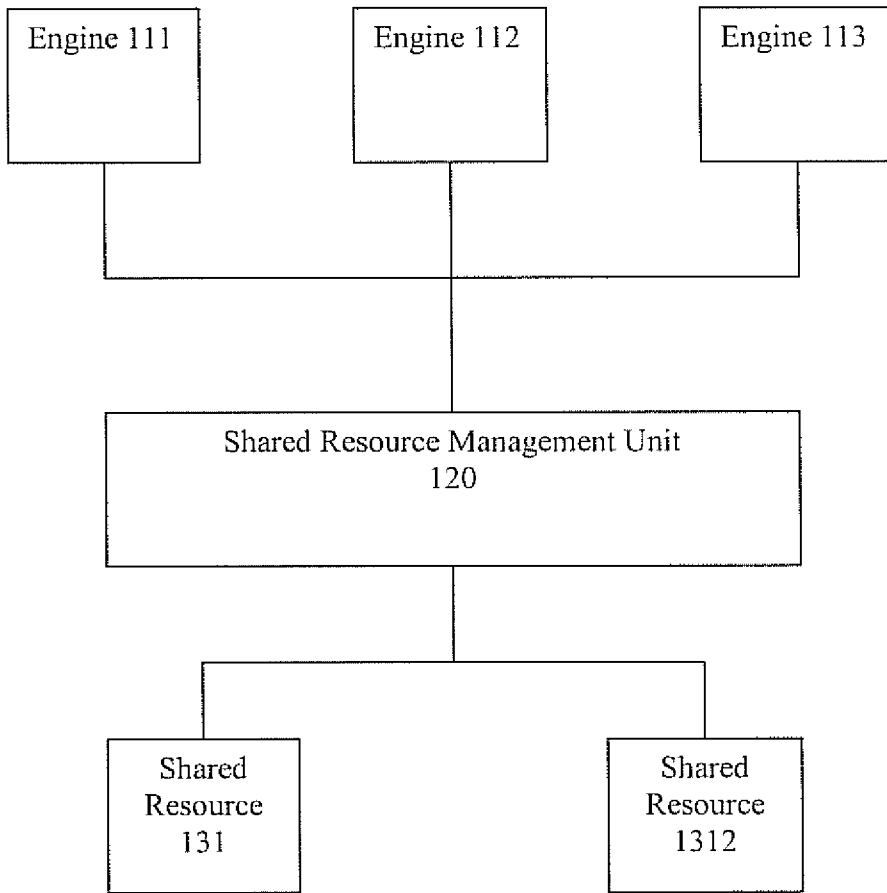 Engine 111
Engine 112
Engine 113
Shared Resource Management Unit
120
Shared
Resource
131
Shared
Resource
1312